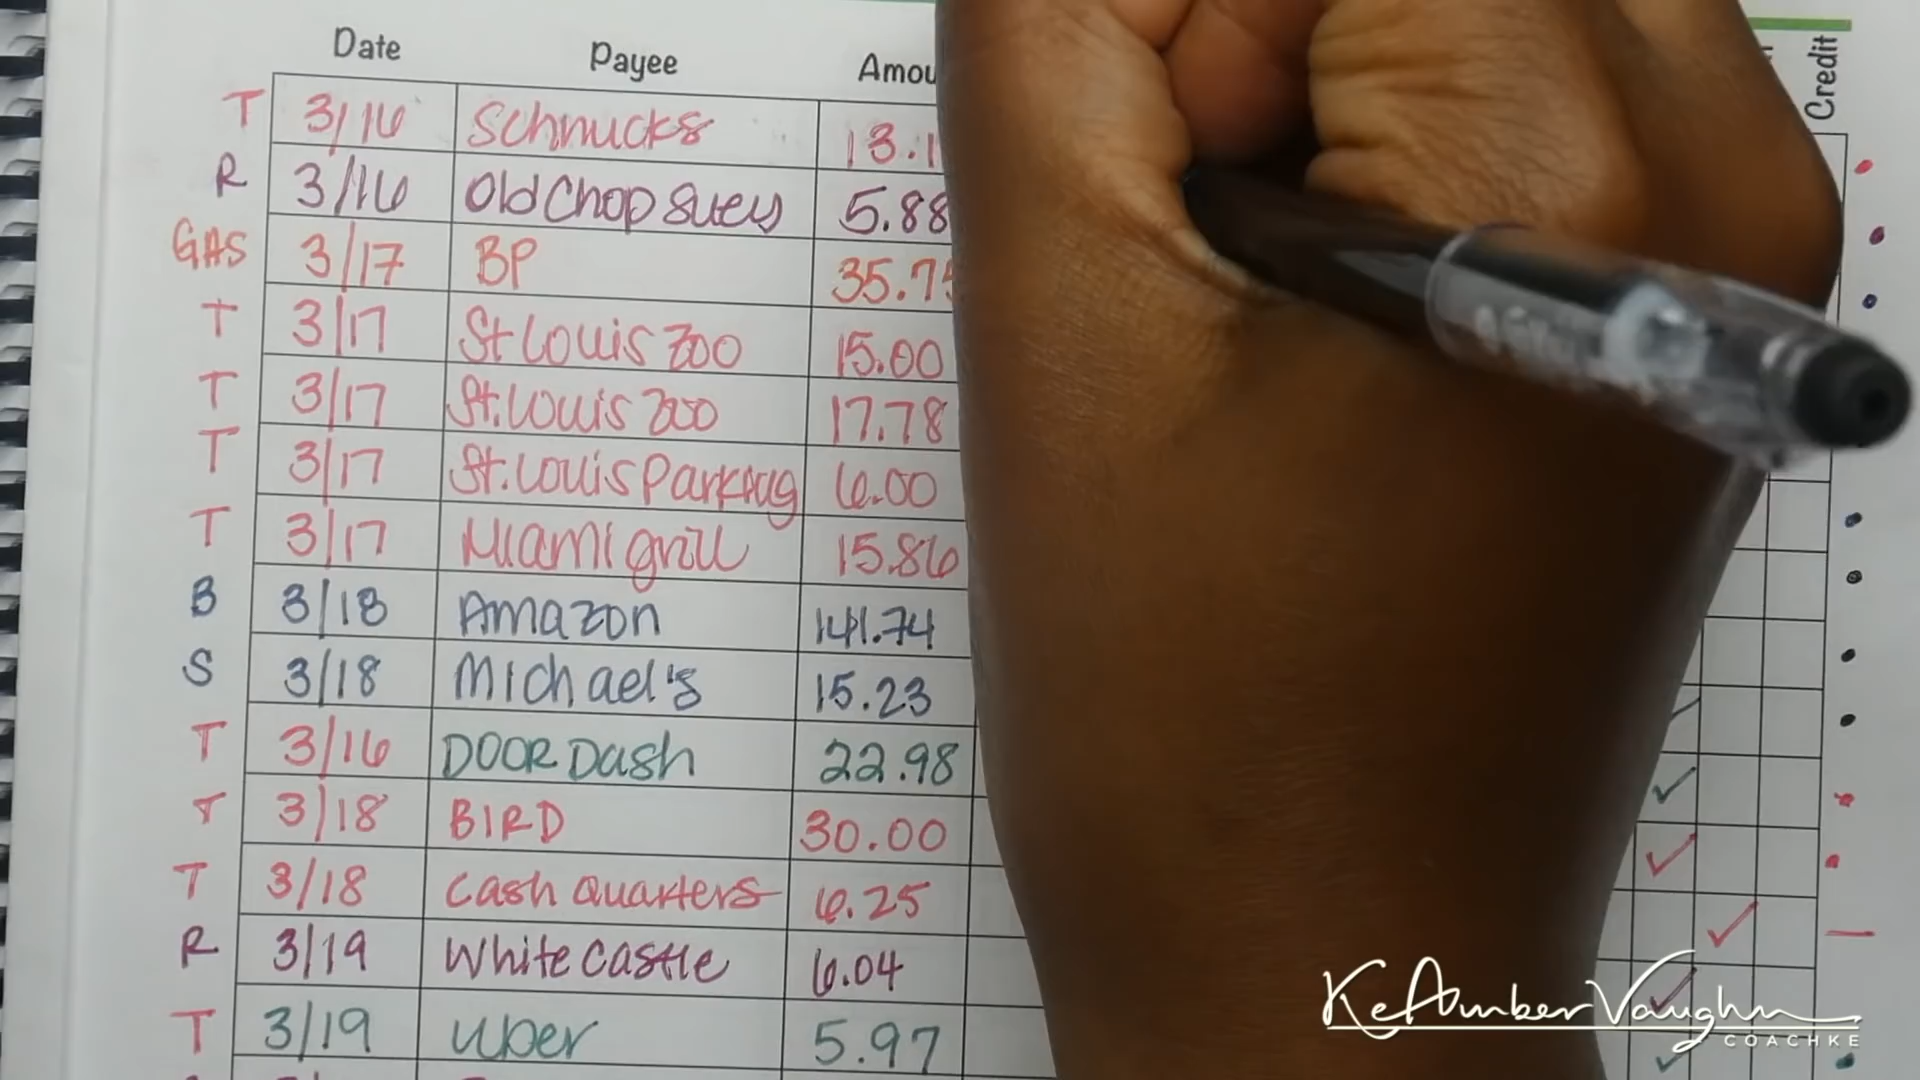 Date Payee Amou Credit
T 3/16 Schnucks 13.1
R 3/16 Old Chop Suey 5.88
GAS 3/17 BP 35.75
T 3/17 St Louis Zoo 15.00
T 3/17 St. Louis Zoo 17.78
T 3/17 St. Louis Parking 6.00
T 3/17 Miami grill 15.86
B 3/18 Amazon 141.74
S 3/18 Michael's 15.23
T 3/16 DOOR Dash 22.98
T 3/18 BIRD 30.00
T 3/18 Cash Quarters 6.25
R 3/19 White Castle 6.04
T 3/19 Uber 5.97
KeAmber Vaughn
COACHKE